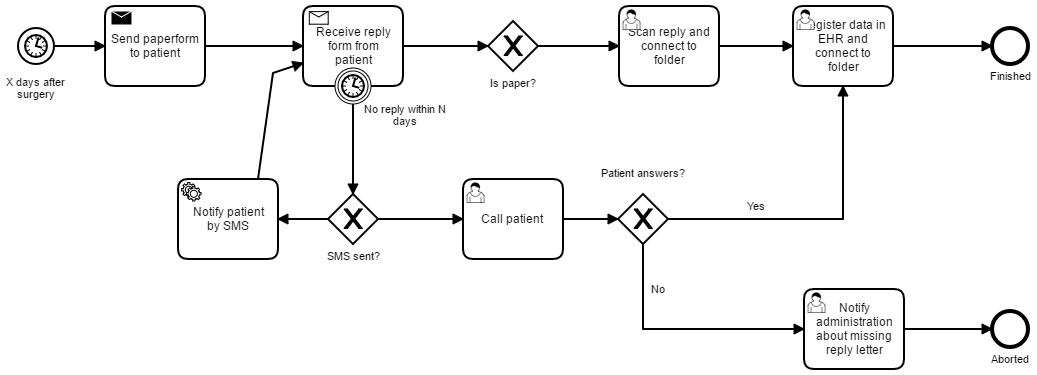 Send paperform
to patient
Receive reply
form from
patient
Scan reply and
connect to
folder
Register data in
EHR and
connect to
folder
X days after
surgery
Is paper?
Finished
No reply within N
days
Patient answers?
Notify patient
by SMS
Call patient
Yes
SMS sent?
No
Notify
administration
about missing
reply letter
Aborted